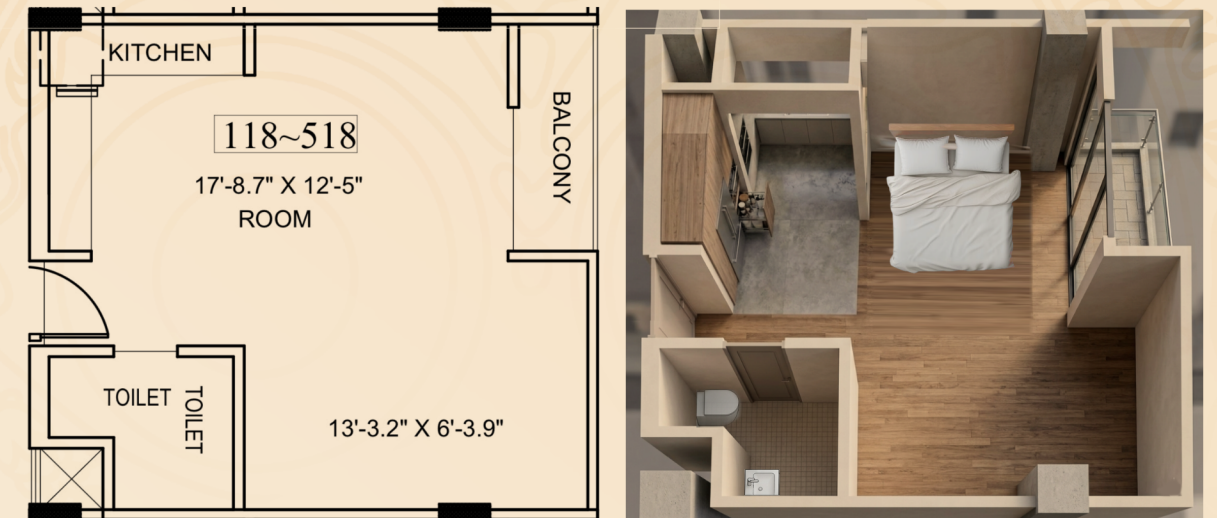 KITCHEN
118~518
17'-8.7" X 12'-5"
ROOM
BALCONY
TOILET
TOILET
13'-3.2" X 6'-3.9"